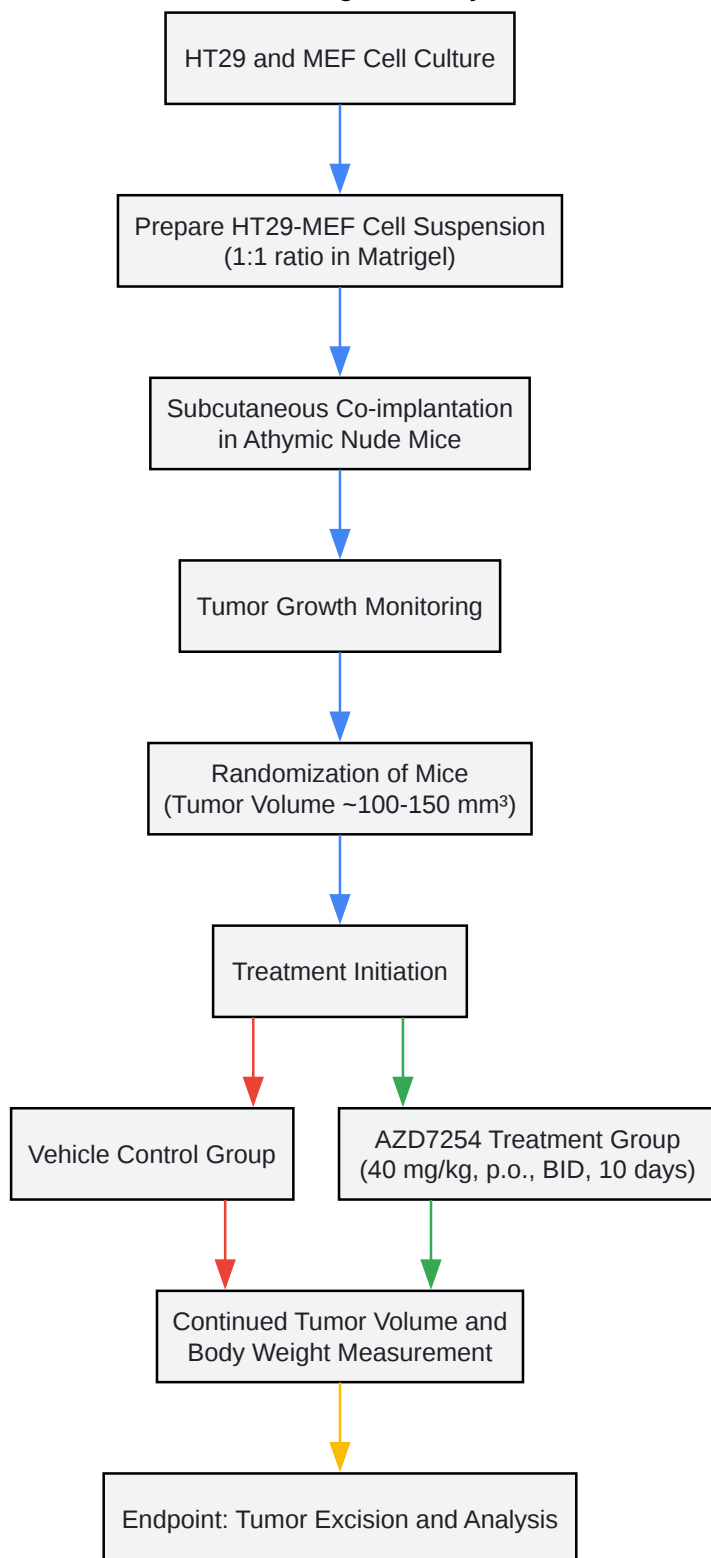 HT29 and MEF Cell Culture
Prepare HT29-MEF Cell Suspension
(1:1 ratio in Matrigel)
Subcutaneous Co-implantation
in Athymic Nude Mice
Tumor Growth Monitoring
Randomization of Mice
(Tumor Volume ~100-150 mm³)
Treatment Initiation
Vehicle Control Group
AZD7254 Treatment Group
(40 mg/kg, p.o., BID, 10 days)
Continued Tumor Volume and
Body Weight Measurement
Endpoint: Tumor Excision and Analysis